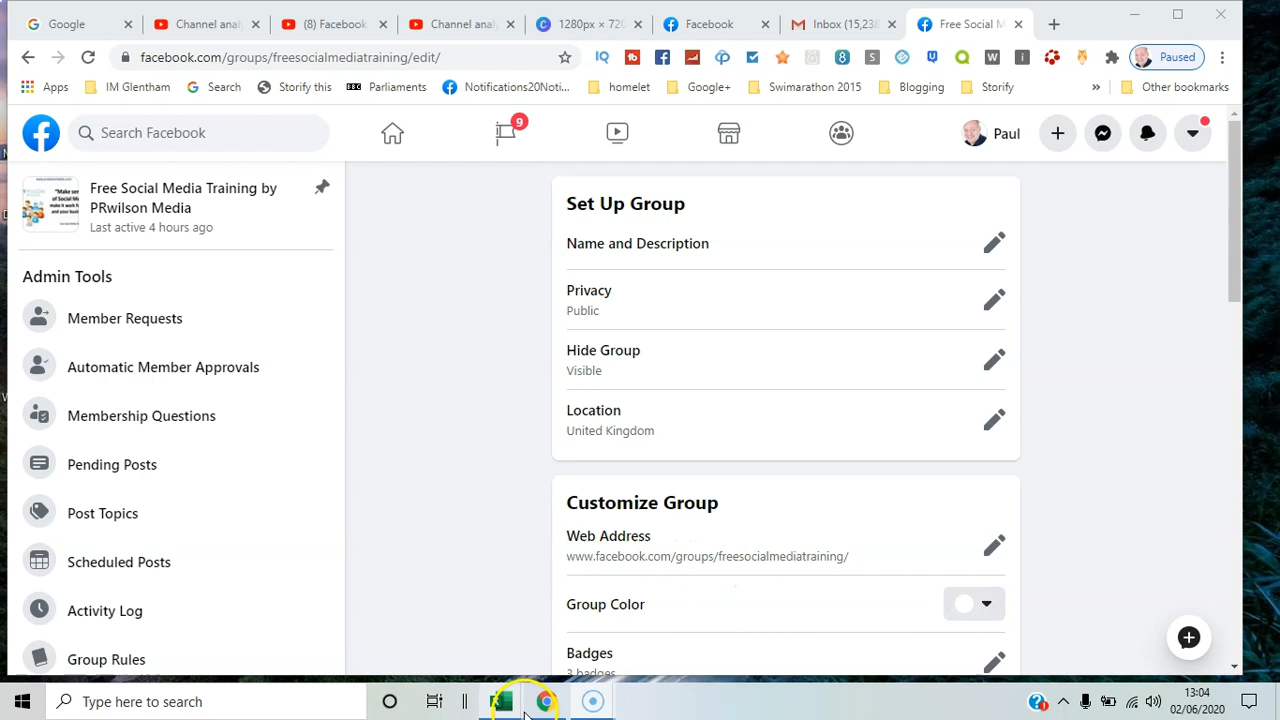 Google
Channel anal
(8) Facebook
Channel anal
1280px × 720
Facebook
Inbox (15,238
Free Social M
facebook.com/groups/freesocialmediatraining/edit/
Paused
Apps
IM Glentham
Search
Storify this
BBC
Parliaments
Notifications20Noti...
homelet
Google+
Swimarathon 2015
Blogging
Storify
»
Other bookmarks
Search Facebook
9
Paul
Free Social Media Training by
PRwilson Media
Last active 4 hours ago
Admin Tools
Member Requests
Automatic Member Approvals
Membership Questions
Pending Posts
Post Topics
Scheduled Posts
Activity Log
Group Rules
Set Up Group
Name and Description
Privacy
Public
Hide Group
Visible
Location
United Kingdom
Customize Group
Web Address
www.facebook.com/groups/freesocialmediatraining/
Group Color
Badges
3 badges
Type here to search
13:04
02/06/2020